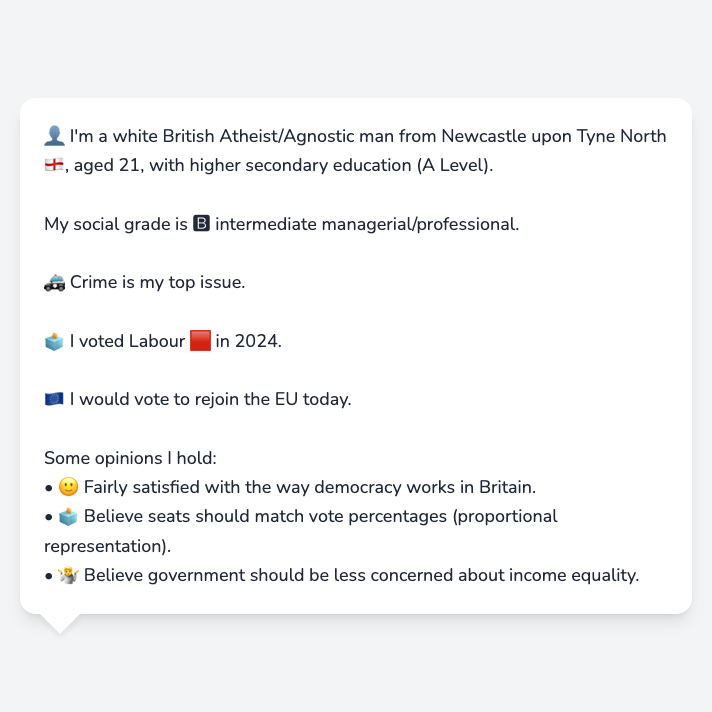 👤 I'm a white British Atheist/Agnostic man from Newcastle upon Tyne North
🏴󠁧󠁢󠁥󠁮󠁧󠁿, aged 21, with higher secondary education (A Level).
My social grade is 🅱 intermediate managerial/professional.
🚓 Crime is my top issue.
🗳️ I voted Labour 🟥 in 2024.
🇪🇺 I would vote to rejoin the EU today.
Some opinions I hold:
• 🙂 Fairly satisfied with the way democracy works in Britain.
• 🗳️ Believe seats should match vote percentages (proportional
representation).
• 🤷 Believe government should be less concerned about income equality.